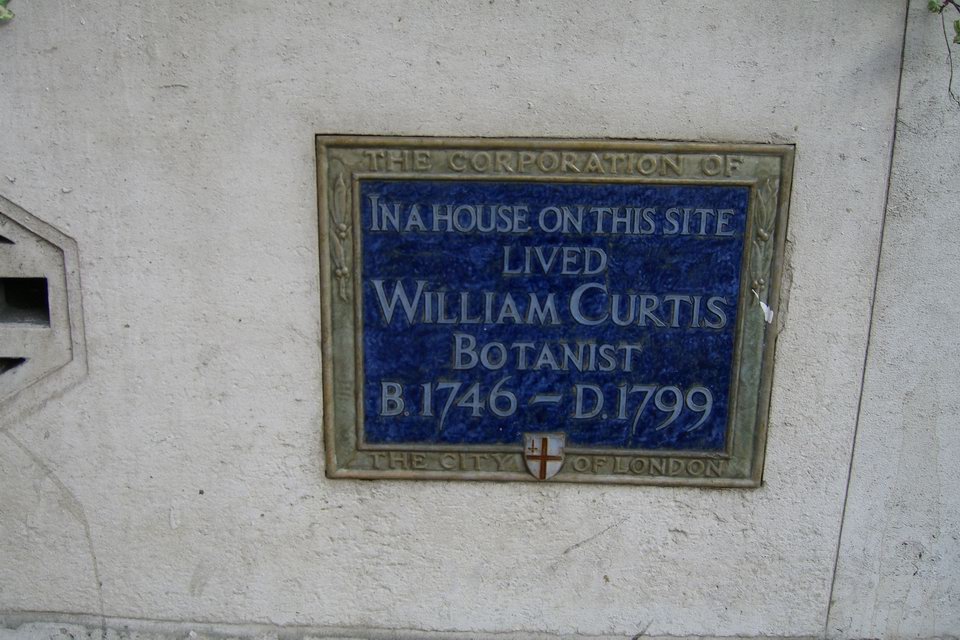 THE CORPORATION OF
IN A HOUSE ON THIS SITE
LIVED
WILLIAM CURTIS
BOTANIST
B. 1746 – D. 1799
THE CITY OF LONDON